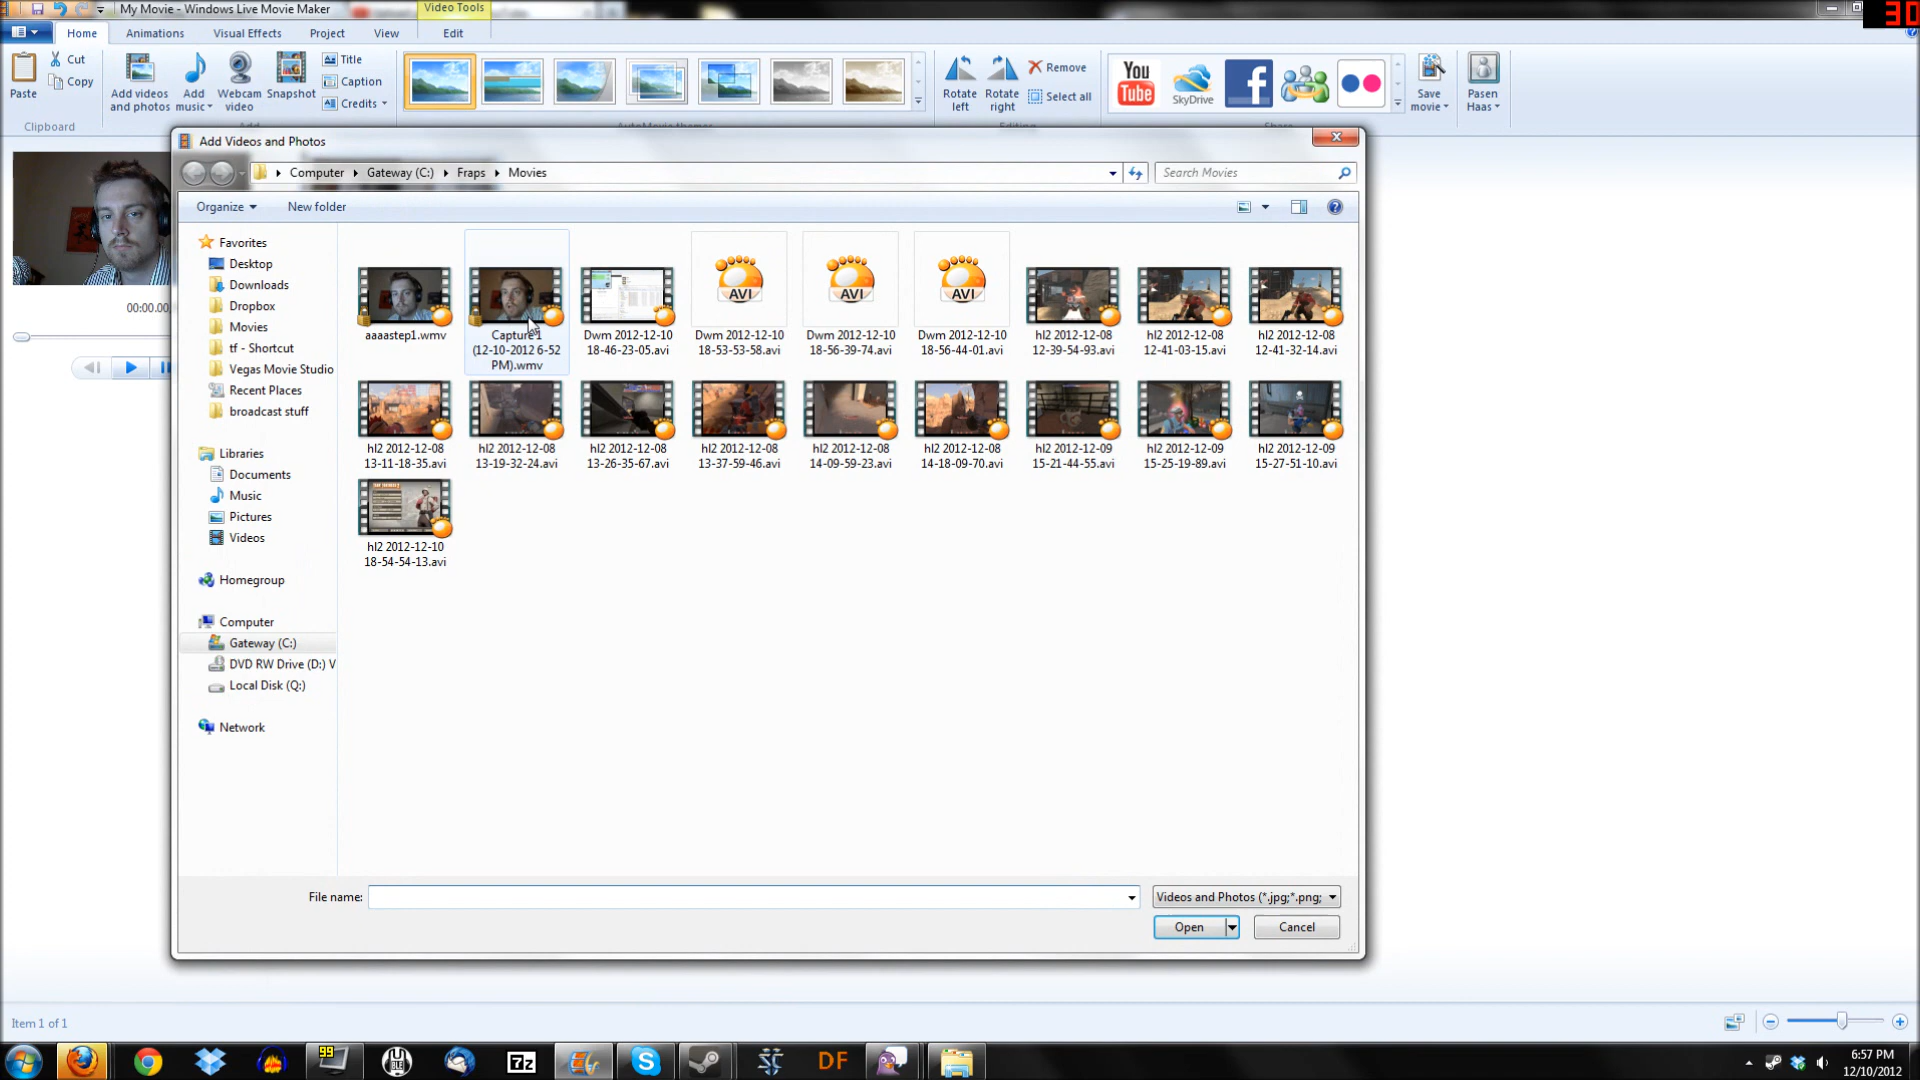 My Movie - Windows Live Movie Maker
Video Tools
30
Home
Animations
Visual Effects
Project
View
Edit
Paste
Cut
Copy
Clipboard
Add videos
and photos
Add
music
Webcam
video
Snapshot
Title
Caption
Credits
Rotate
left
Rotate
right
Remove
Select all
You
Tube
SkyDrive
Save
movie
Pasen
Haas
Add Videos and Photos
Computer
Gateway (C:)
Fraps
Movies
Search Movies
Organize
New folder
Favorites
Desktop
Downloads
Dropbox
Movies
tf - Shortcut
Vegas Movie Studio
Recent Places
broadcast stuff
Libraries
Documents
Music
Pictures
Videos
Homegroup
Computer
Gateway (C:)
DVD RW Drive (D:) V
Local Disk (Q:)
Network
aaaastep1.wmv
Capture 1
(12-10-2012 6-52
PM).wmv
Dwm 2012-12-10
18-46-23-05.avi
AVI
Dwm 2012-12-10
18-53-53-58.avi
AVI
Dwm 2012-12-10
18-56-39-74.avi
AVI
Dwm 2012-12-10
18-56-44-01.avi
hl2 2012-12-08
12-39-54-93.avi
hl2 2012-12-08
12-41-03-15.avi
hl2 2012-12-08
12-41-32-14.avi
hl2 2012-12-08
13-11-18-35.avi
hl2 2012-12-08
13-19-32-24.avi
hl2 2012-12-08
13-26-35-67.avi
hl2 2012-12-08
13-37-59-46.avi
hl2 2012-12-08
14-09-59-23.avi
hl2 2012-12-08
14-18-09-70.avi
hl2 2012-12-09
15-21-44-55.avi
hl2 2012-12-09
15-25-19-89.avi
hl2 2012-12-09
15-27-51-10.avi
hl2 2012-12-10
18-54-54-13.avi
File name:
Videos and Photos (*.jpg;*.png;
Open
Cancel
00:00.00,
Item 1 of 1
99
7z
DF
6:57 PM
12/10/2012